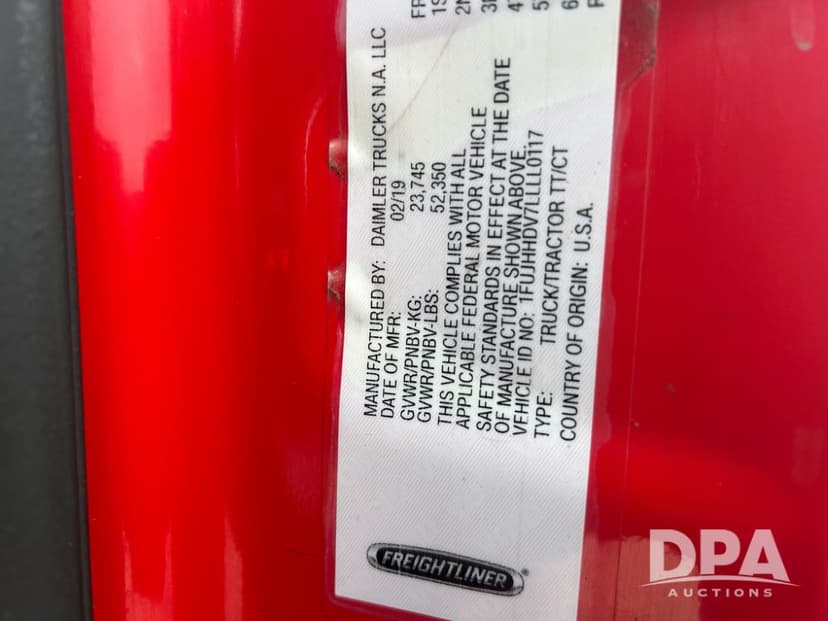 MANUFACTURED BY: DAIMLER TRUCKS N.A. LLC
DATE OF MFR: 02/19
GVWR/PNBV-KG: 23,745
GVWR/PNBV-LBS: 52,350
THIS VEHICLE COMPLIES WITH ALL
APPLICABLE FEDERAL MOTOR VEHICLE
SAFETY STANDARDS IN EFFECT AT THE DATE
OF MANUFACTURE SHOWN ABOVE.
VEHICLE ID NO: 1FUJHHDV7LLLL0117
TYPE: TRUCK/TRACTOR TT/CT
COUNTRY OF ORIGIN: U.S.A.
FREIGHTLINER
DPA
AUCTIONS